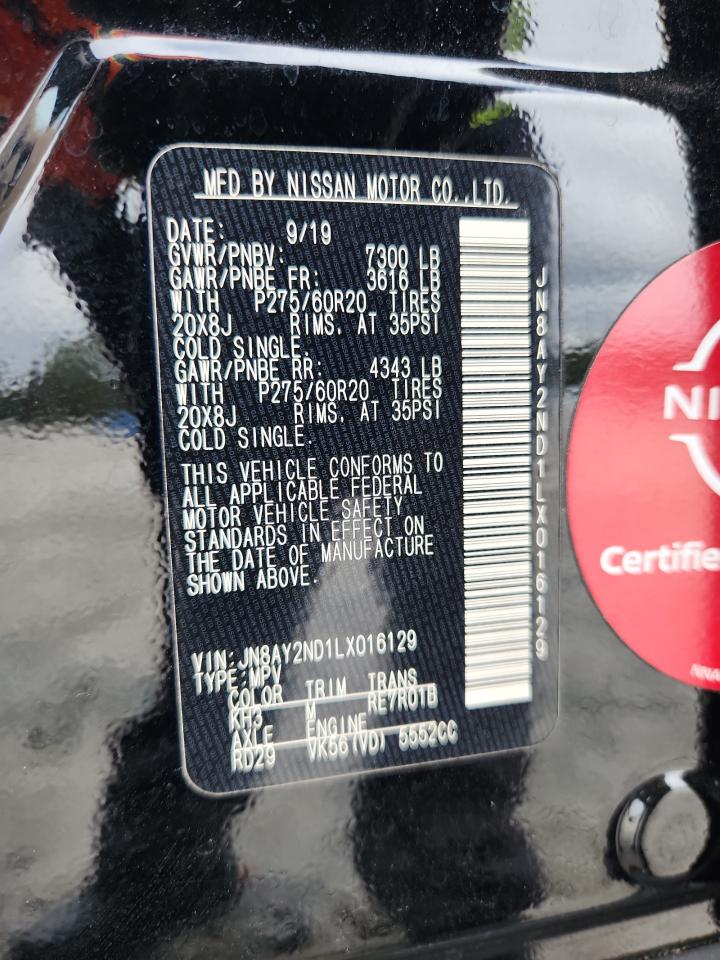 MFD BY NISSAN MOTOR CO.,LTD.
DATE: 9/19
GVWR/PNBV: 7300 LB
GAWR/PNBE FR: 3616 LB
WITH P275/60R20 TIRES
20X8J RIMS. AT 35PSI
COLD SINGLE.
GAWR/PNBE RR: 4343 LB
WITH P275/60R20 TIRES
20X8J RIMS. AT 35PSI
COLD SINGLE.
THIS VEHICLE CONFORMS TO
ALL APPLICABLE FEDERAL
MOTOR VEHICLE SAFETY
STANDARDS IN EFFECT ON
THE DATE OF MANUFACTURE
SHOWN ABOVE.
VIN:JN8AY2ND1LX016129
TYPE:MPV
COLOR TRIM TRANS
KH3 M RE7R01B
AXLE ENGINE
RD29 VK56(VD) 5552CC
JN8AY2ND1LX016129
NI
Certifie
NNA